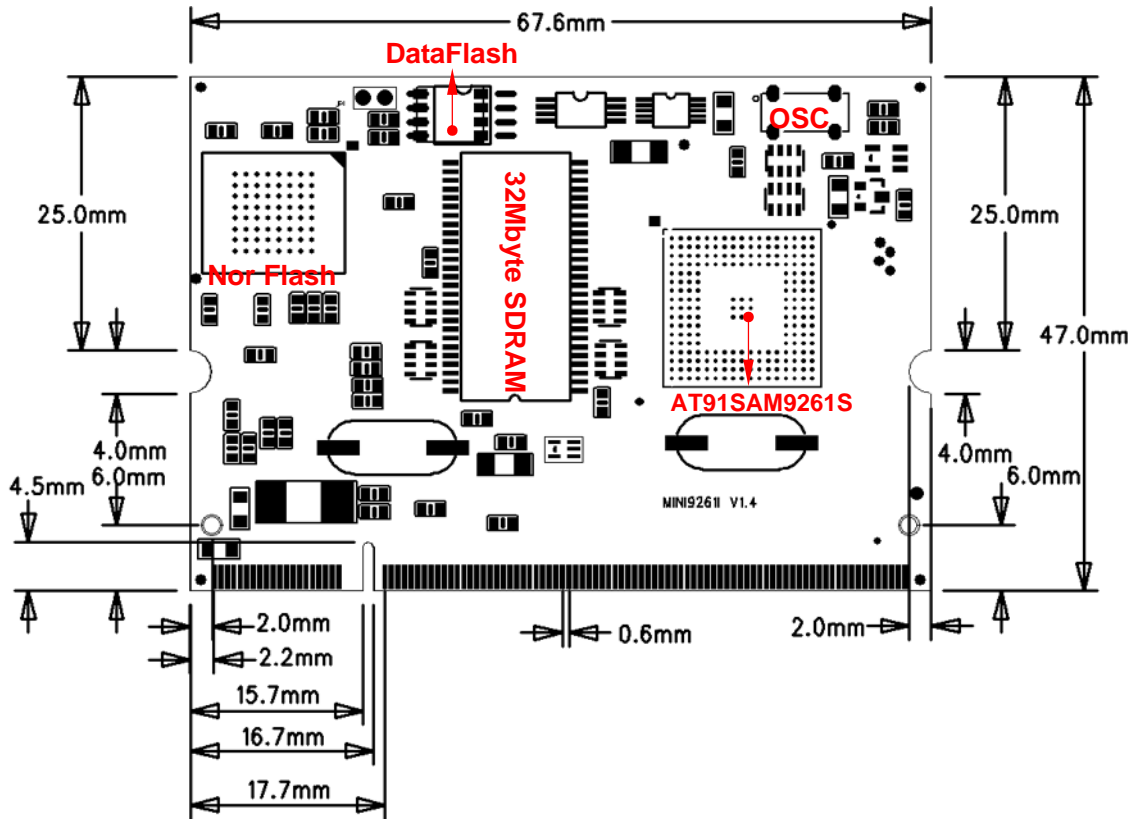 67.6mm
DataFlash
OSC
25.0mm
25.0mm
32Mbyte SDRAM
Nor Flash
47.0mm
AT91SAM9261S
4.0mm
4.0mm
4.5mm
6.0mm
6.0mm
MINI9261I V1.4
2.0mm
0.6mm
2.0mm
2.2mm
15.7mm
16.7mm
17.7mm